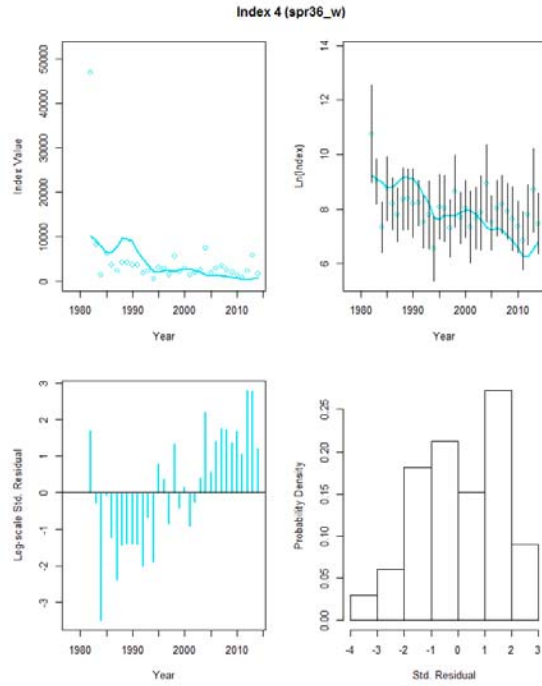 Index 4 (spr36_w)
50000
40000
30000
20000
10000
0
Index Value
1980 1990 2000 2010
Year
14
12
10
8
6
Ln(Index)
1980 1990 2000 2010
Year
3
2
1
0
-1
-2
-3
Log-scale Std. Residual
1980 1990 2000 2010
Year
0.25
0.20
0.15
0.10
0.05
0.00
Probability Density
-4 -3 -2 -1 0 1 2 3
Std. Residual